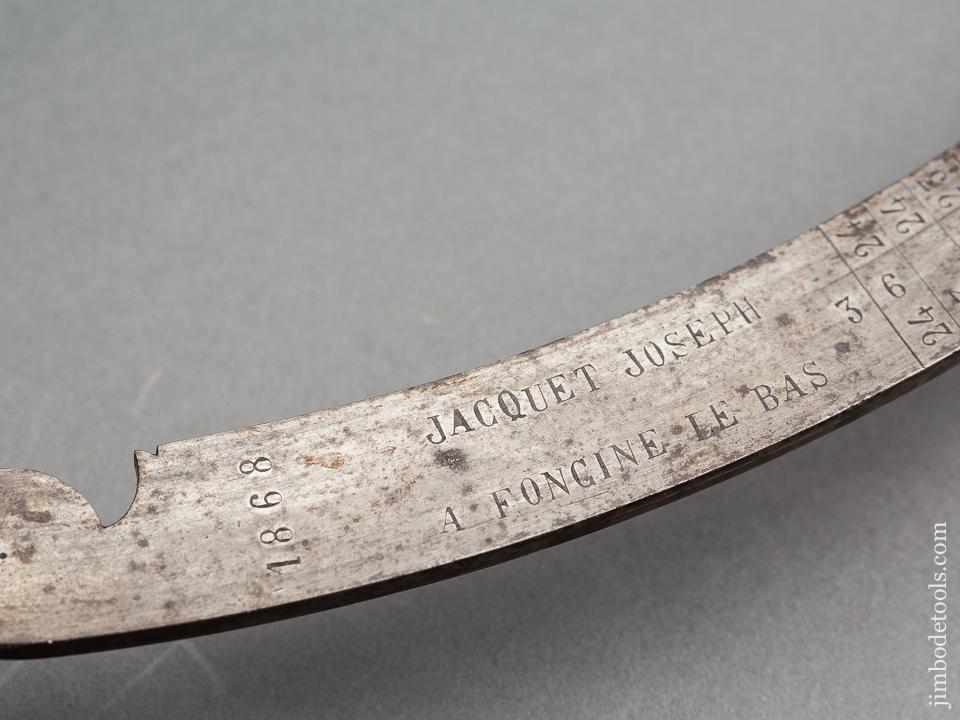 1868
JACQUET JOSEPH
A FONCINE LE BAS
3
24
24
6
24
jimbodetools.com